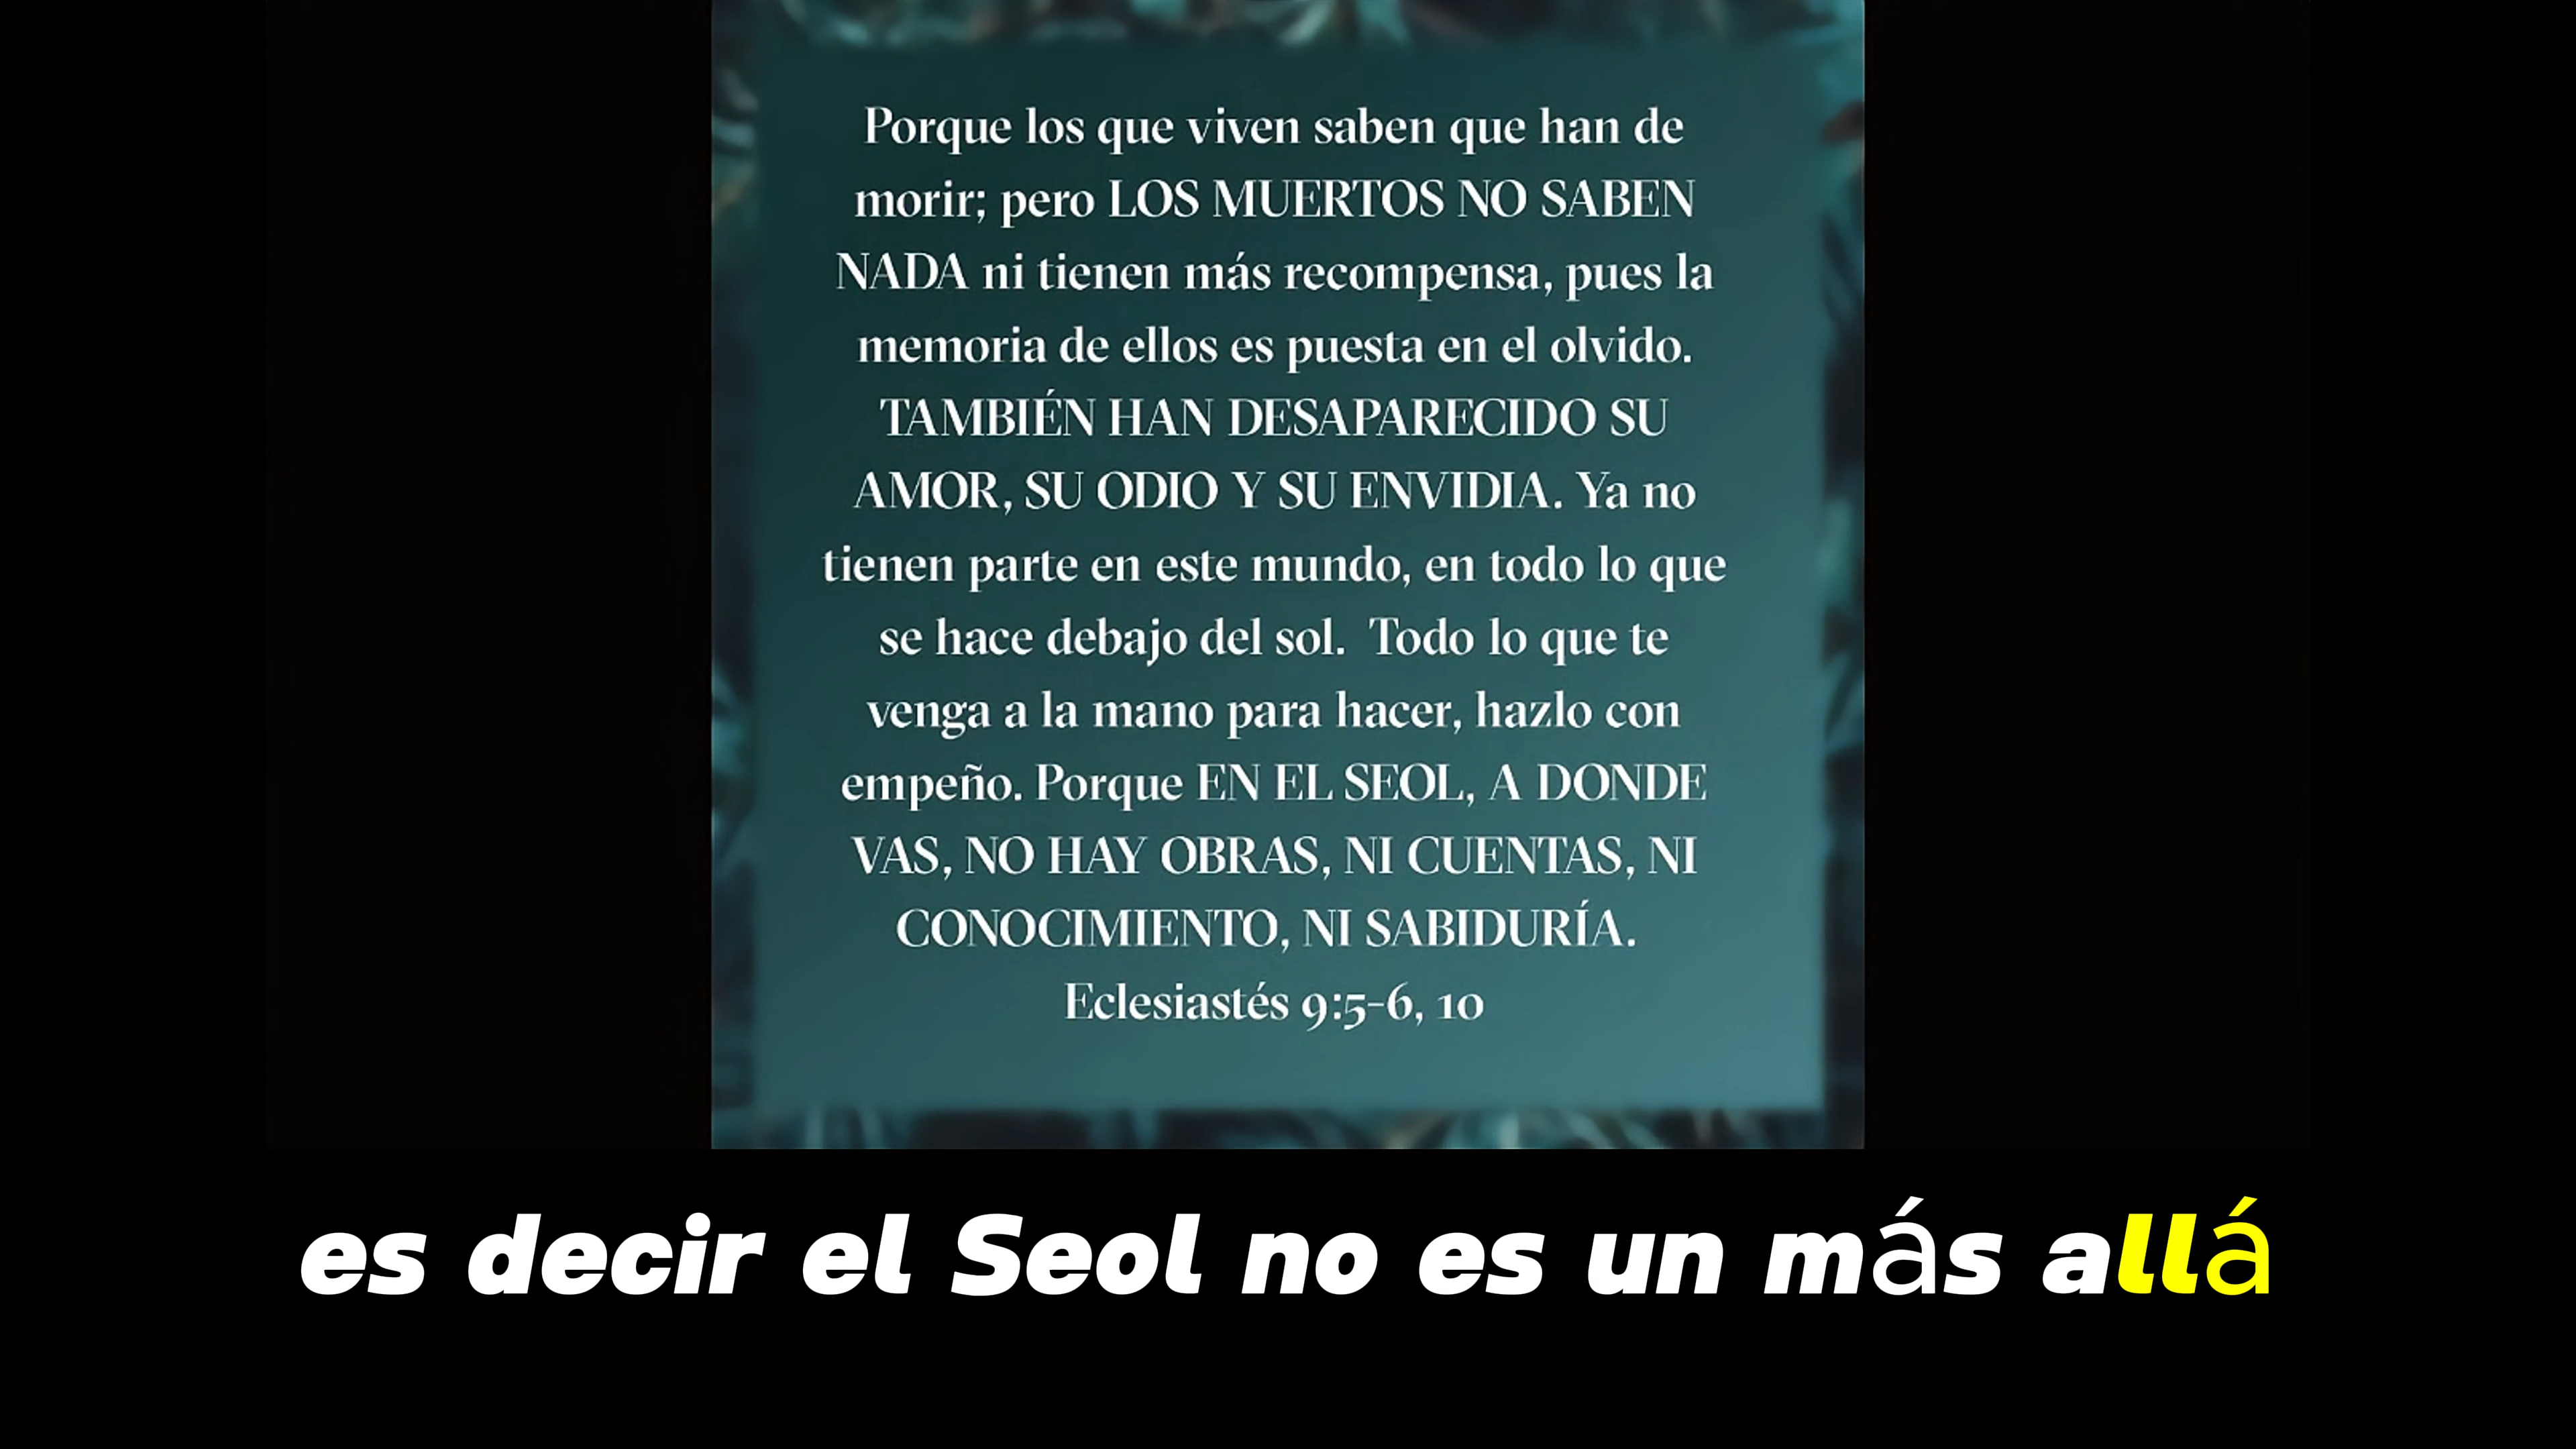 Porque los que viven saben que han de
morir; pero LOS MUERTOS NO SABEN
NADA ni tienen más recompensa, pues la
memoria de ellos es puesta en el olvido.
TAMBIÉN HAN DESAPARECIDO SU
AMOR, SU ODIO Y SU ENVIDIA. Ya no
tienen parte en este mundo, en todo lo que
se hace debajo del sol. Todo lo que te
venga a la mano para hacer, hazlo con
empeño. Porque EN EL SEOL, A DONDE
VAS, NO HAY OBRAS, NI CUENTAS, NI
CONOCIMIENTO, NI SABIDURÍA.
Eclesiastés 9:5-6, 10
es decir el Seol no es un más allá